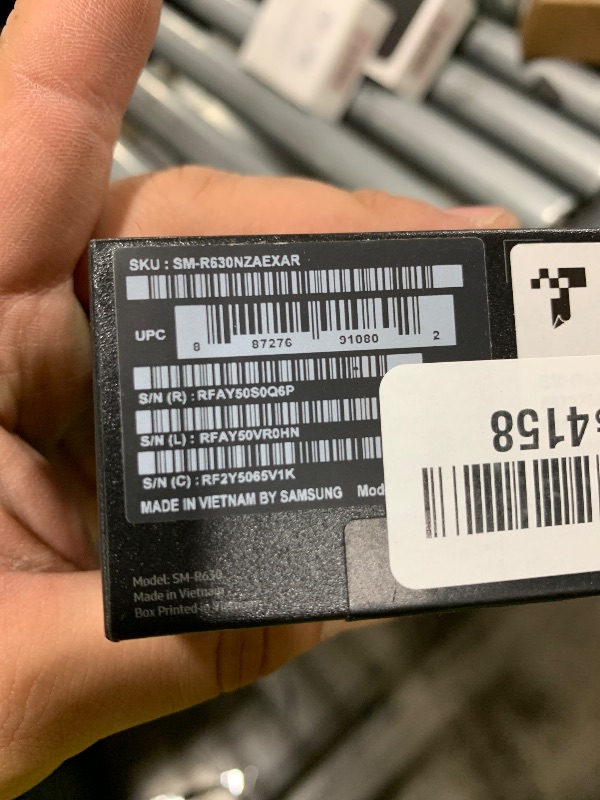 SKU : SM-R630NZAEXAR
UPC
8 87276 91080 2
S/N (R) : RFAY50S0Q6P
S/N (L) : RFAY50VR0HN
S/N (C) : RF2Y5065V1K
MADE IN VIETNAM BY SAMSUNG Mod
4158
Model: SM-R630
Made in Vietnam
Box Printed in Vietnam